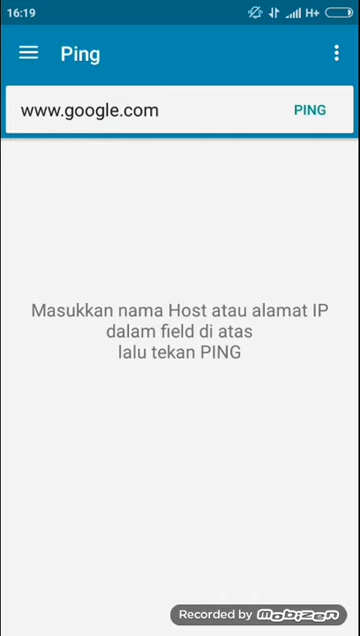 16:19 H+
Ping
www.google.com PING
Masukkan nama Host atau alamat IP
dalam field di atas
lalu tekan PING
Recorded by mobizen